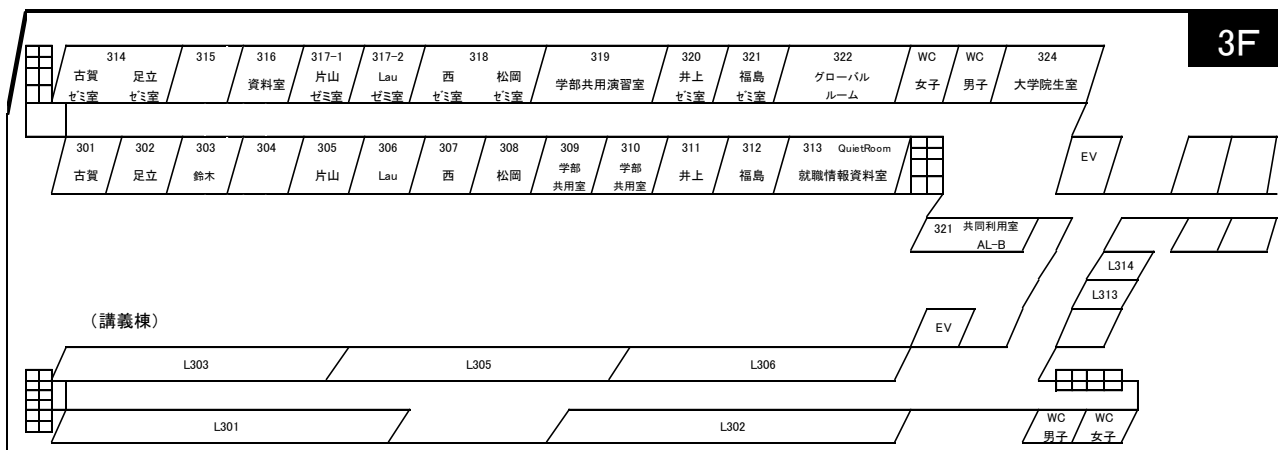 3F
314
古賀 足立
ゼミ室 ゼミ室
315
316
資料室
317-1
片山
ゼミ室
317-2
Lau
ゼミ室
318
西 松岡
ゼミ室 ゼミ室
319
学部共用演習室
320
井上
ゼミ室
321
福島
ゼミ室
322
グローバル
ルーム
WC
女子
WC
男子
324
大学院生室
301
古賀
302
足立
303
鈴木
304
305
片山
306
Lau
307
西
308
松岡
309
学部
共用室
310
学部
共用室
311
井上
312
福島
313 QuietRoom
就職情報資料室
EV
321 共同利用室
AL-B
L314
L313
(講義棟)
EV
L303
L305
L306
L301
L302
WC
男子
WC
女子